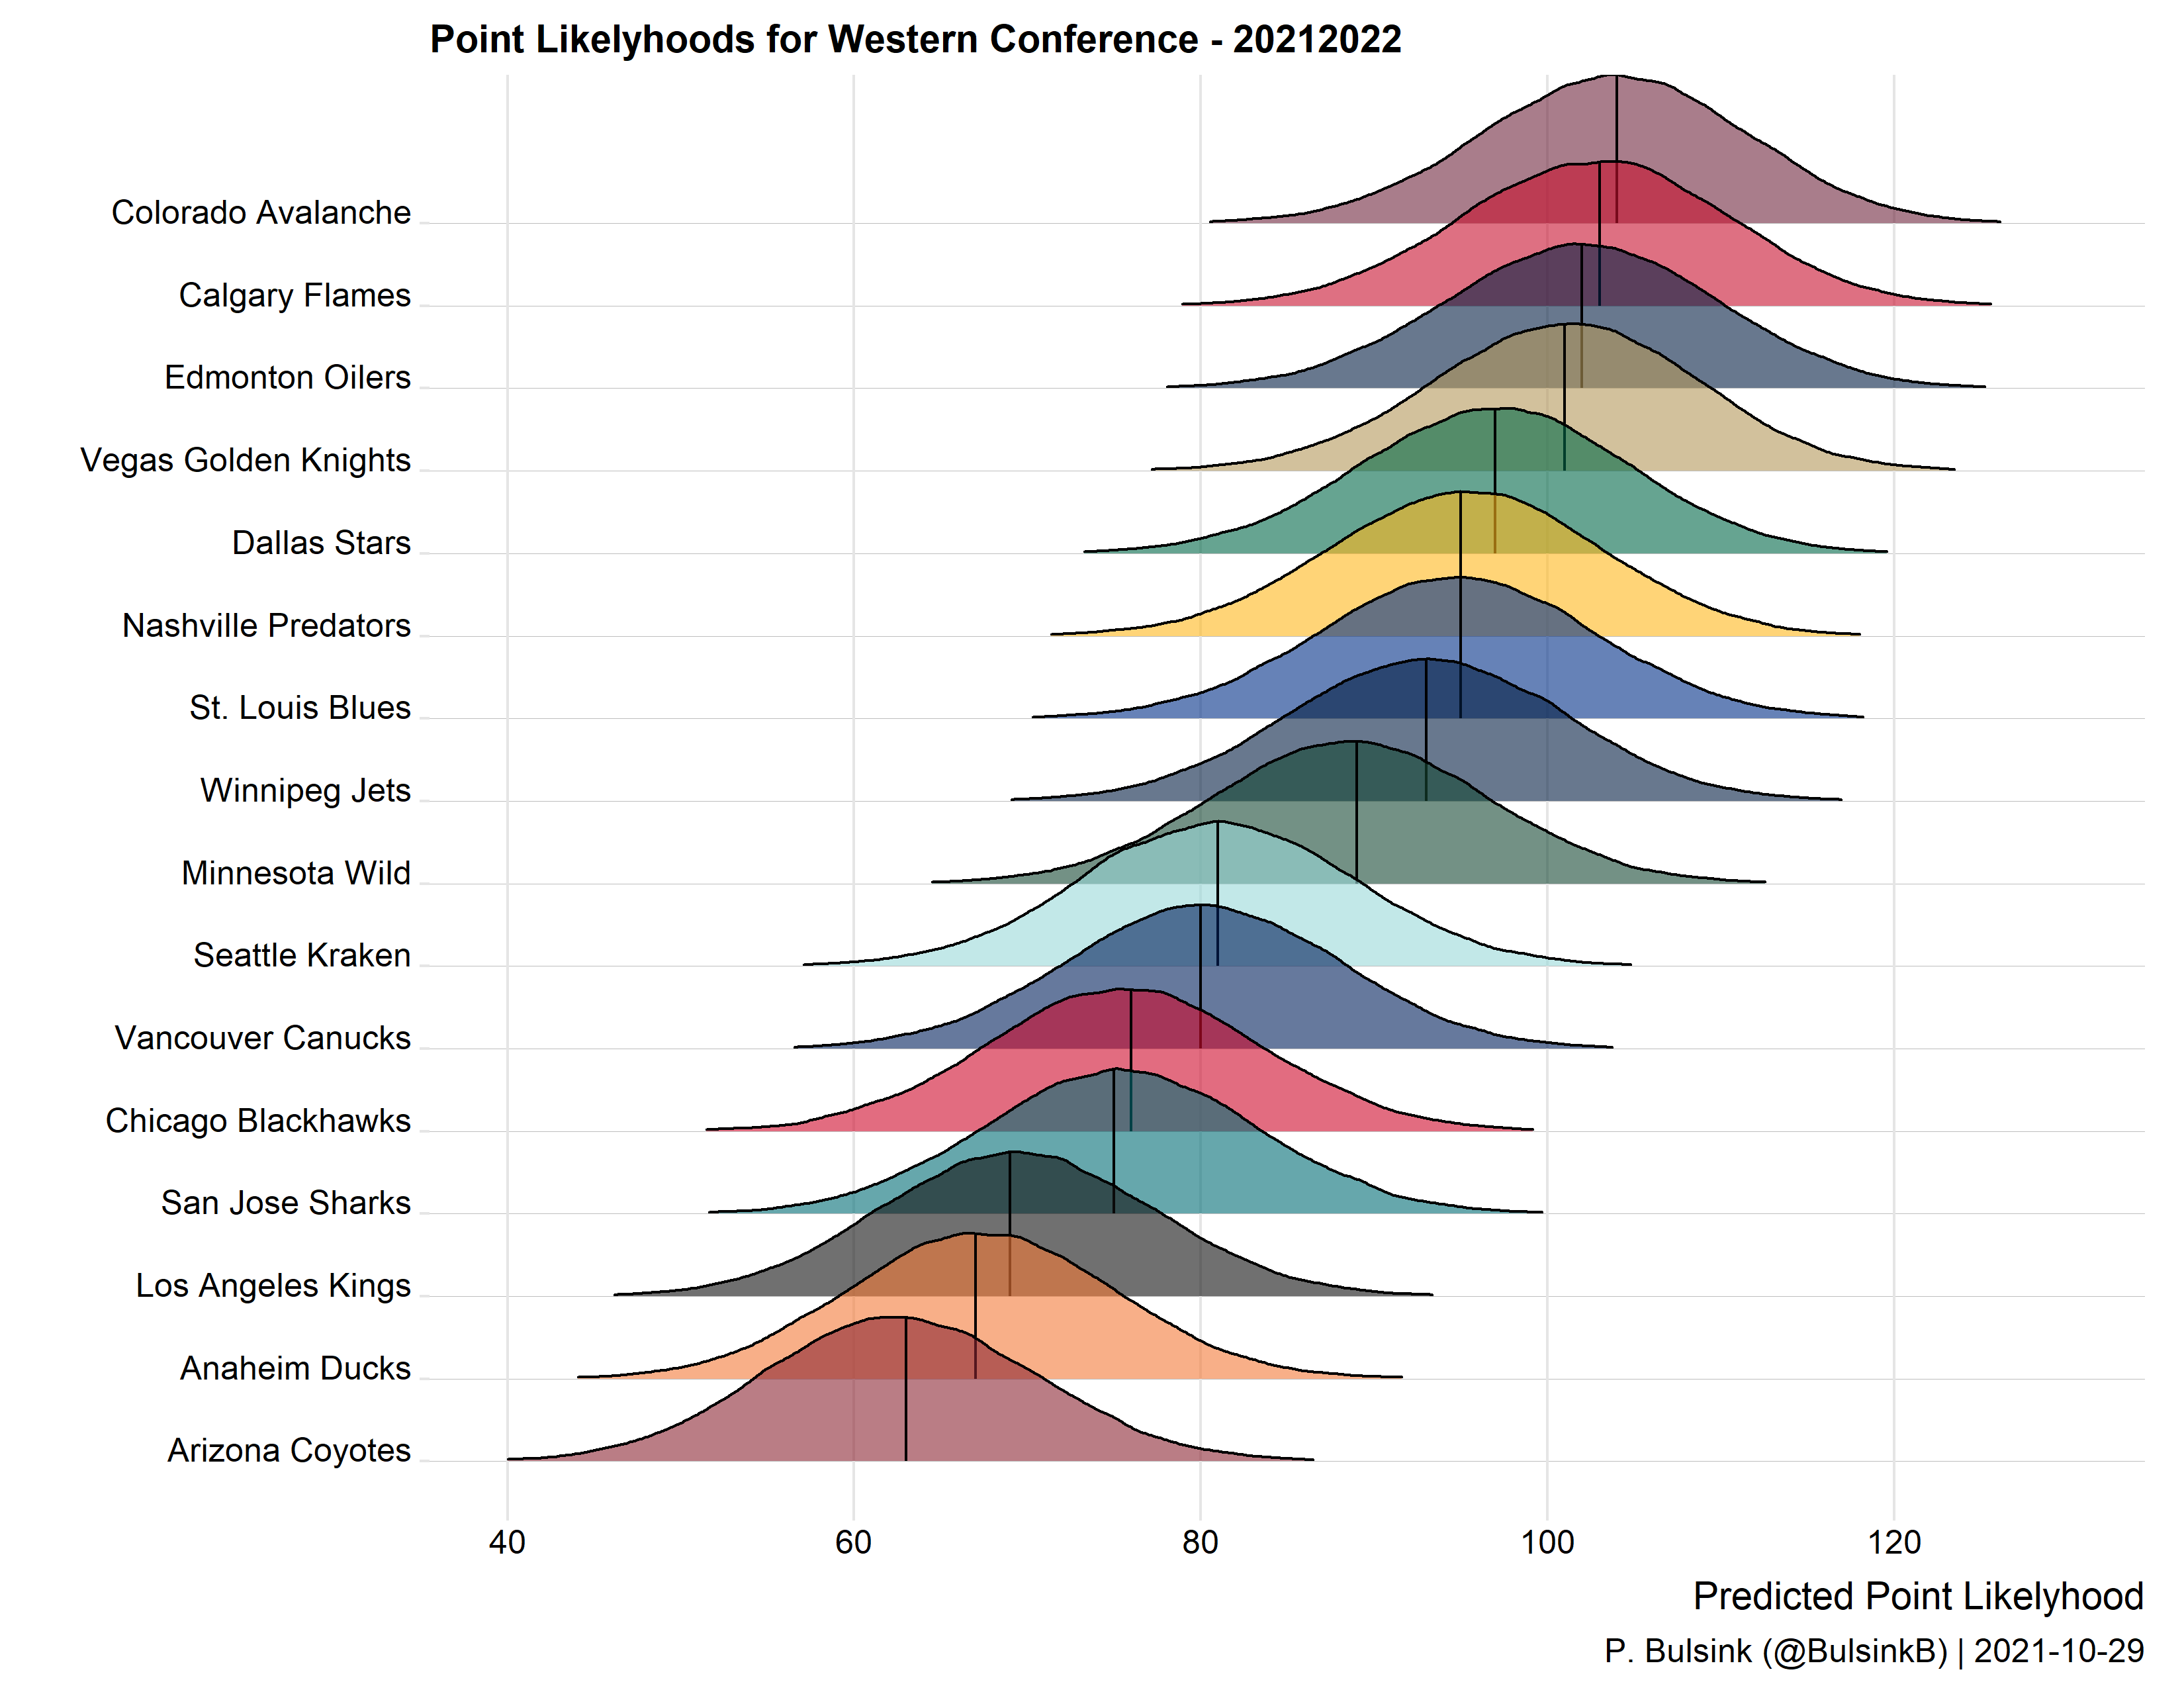 Point Likelyhoods for Western Conference - 20212022
Colorado Avalanche
Calgary Flames
Edmonton Oilers
Vegas Golden Knights
Dallas Stars
Nashville Predators
St. Louis Blues
Winnipeg Jets
Minnesota Wild
Seattle Kraken
Vancouver Canucks
Chicago Blackhawks
San Jose Sharks
Los Angeles Kings
Anaheim Ducks
Arizona Coyotes
40 60 80 100 120
Predicted Point Likelyhood
P. Bulsink (@BulsinkB) | 2021-10-29